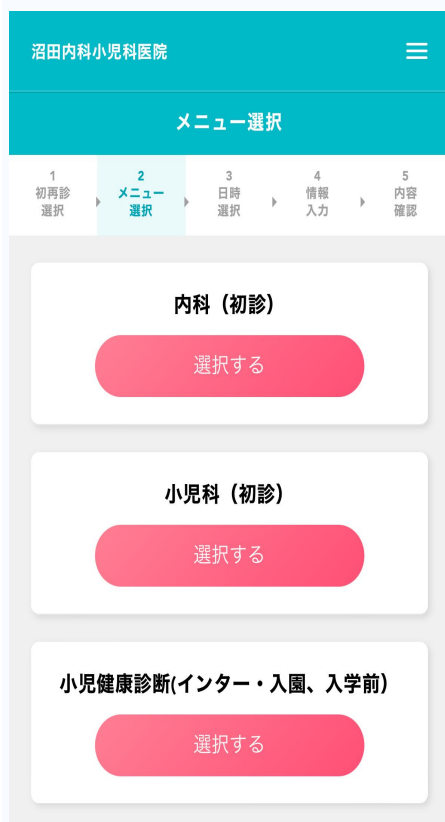 沼田内科小児科医院
メニュー選択
1
初再診
選択
2
メニュー
選択
3
日時
選択
4
情報
入力
5
内容
確認
内科（初診）
選択する
小児科（初診）
選択する
小児健康診断(インター・入園、入学前）
選択する